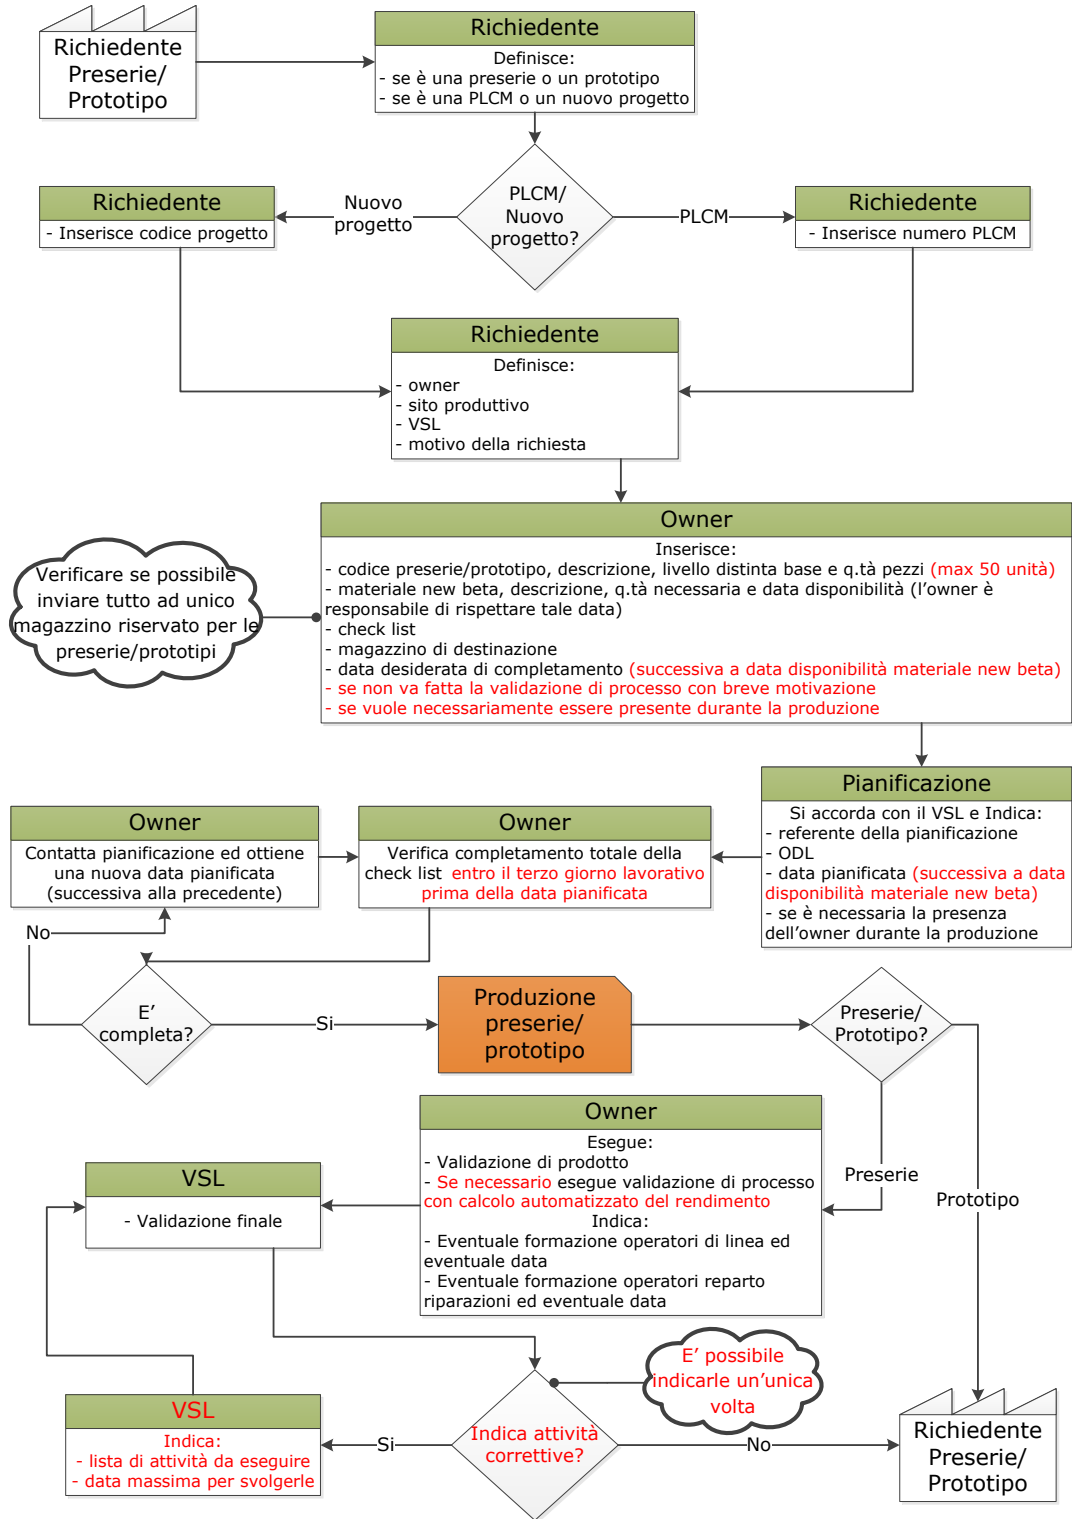 Richiedente
Preserie/
Prototipo
Richiedente
Definisce:
- se è una preserie o un prototipo
- se è una PLCM o un nuovo progetto
PLCM/
Nuovo
progetto?
Nuovo
progetto
PLCM
Richiedente
- Inserisce codice progetto
Richiedente
- Inserisce numero PLCM
Richiedente
Definisce:
- owner
- sito produttivo
- VSL
- motivo della richiesta
Owner
Inserisce:
- codice preserie/prototipo, descrizione, livello distinta base e q.tà pezzi (max 50 unità)
- materiale new beta, descrizione, q.tà necessaria e data disponibilità (l’owner è
responsabile di rispettare tale data)
- check list
- magazzino di destinazione
- data desiderata di completamento (successiva a data disponibilità materiale new beta)
- se non va fatta la validazione di processo con breve motivazione
- se vuole necessariamente essere presente durante la produzione
Verificare se possibile
inviare tutto ad unico
magazzino riservato per le
preserie/prototipi
Pianificazione
Si accorda con il VSL e Indica:
- referente della pianificazione
- ODL
- data pianificata (successiva a data
disponibilità materiale new beta)
- se è necessaria la presenza
dell’owner durante la produzione
Owner
Verifica completamento totale della
check list entro il terzo giorno lavorativo
prima della data pianificata
Owner
Contatta pianificazione ed ottiene
una nuova data pianificata
(successiva alla precedente)
No
E’
completa?
Si
Produzione
preserie/
prototipo
Preserie/
Prototipo?
Preserie
Prototipo
Owner
Esegue:
- Validazione di prodotto
- Se necessario esegue validazione di processo
con calcolo automatizzato del rendimento
Indica:
- Eventuale formazione operatori di linea ed
eventuale data
- Eventuale formazione operatori reparto
riparazioni ed eventuale data
VSL
- Validazione finale
E’ possibile
indicarle un’unica
volta
Indica attività
correttive?
Si
No
VSL
Indica:
- lista di attività da eseguire
- data massima per svolgerle
Richiedente
Preserie/
Prototipo